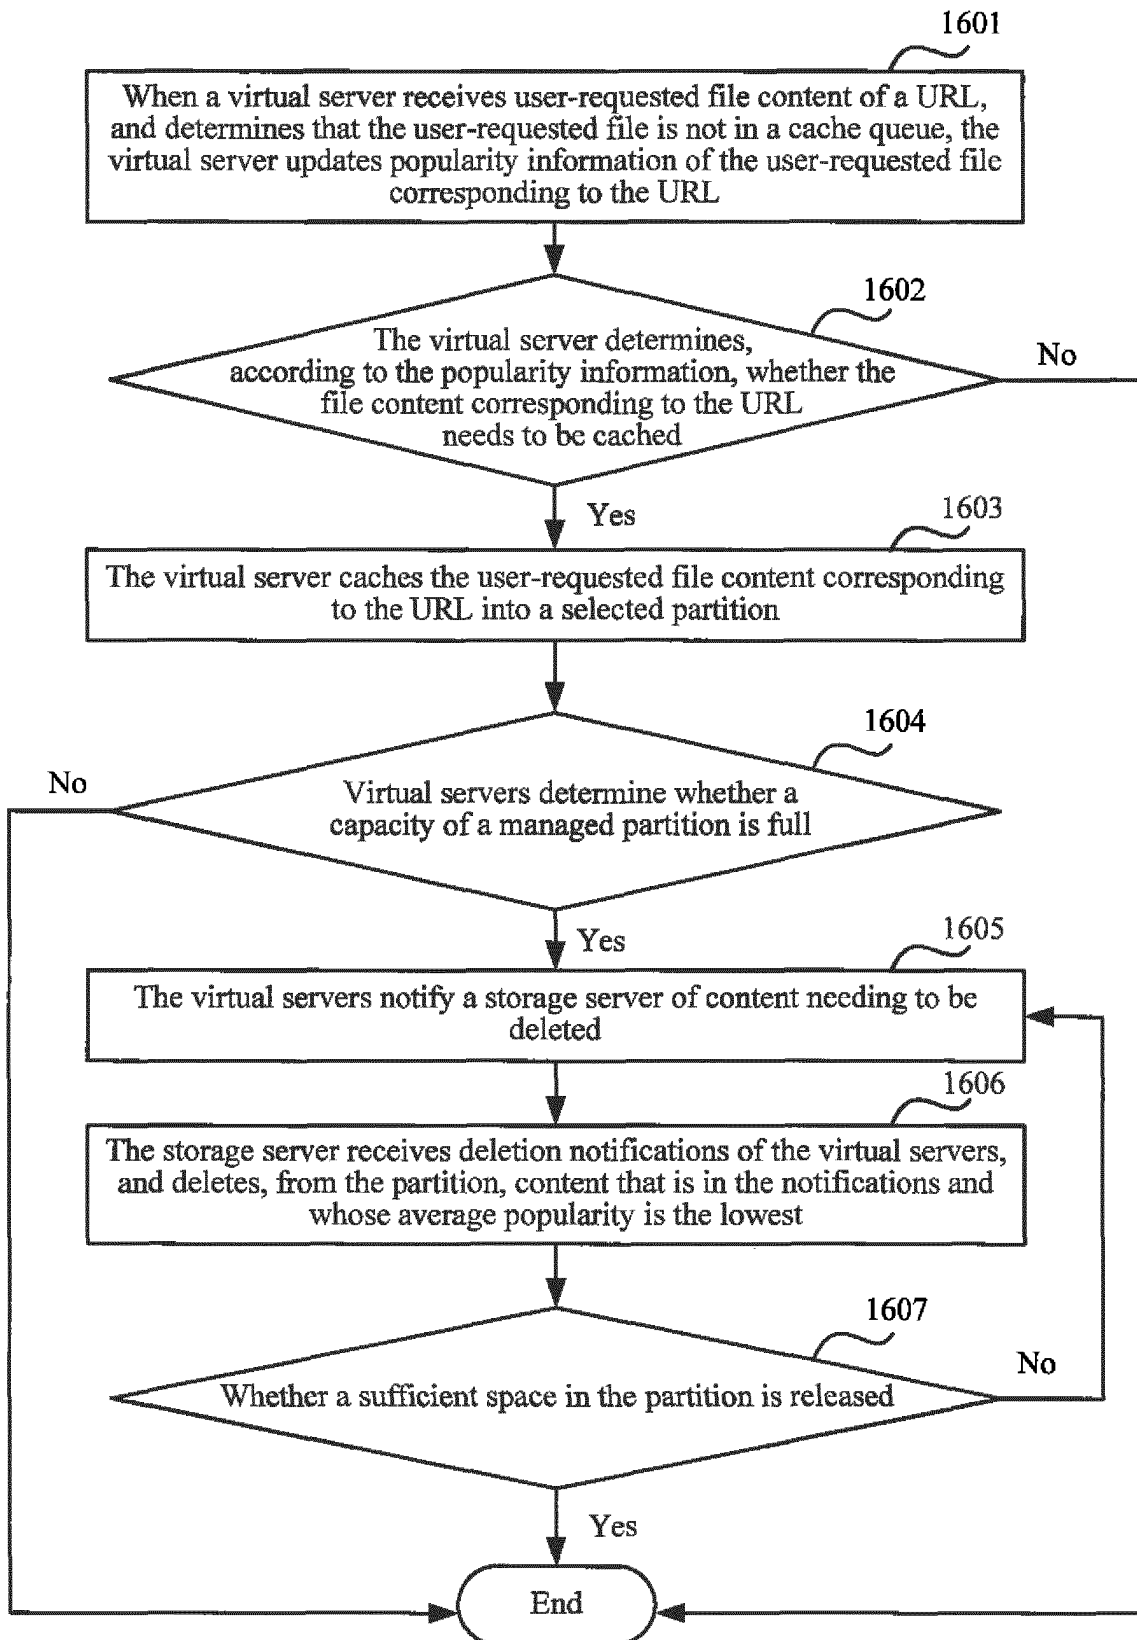 1601
When a virtual server receives user-requested file content of a URL,
and determines that the user-requested file is not in a cache queue, the
virtual server updates popularity information of the user-requested file
corresponding to the URL
1602
The virtual server determines,
according to the popularity information, whether the
file content corresponding to the URL
needs to be cached
No
Yes
1603
The virtual server caches the user-requested file content corresponding
to the URL into a selected partition
1604
No
Virtual servers determine whether a
capacity of a managed partition is full
Yes
1605
The virtual servers notify a storage server of content needing to be
deleted
1606
The storage server receives deletion notifications of the virtual servers,
and deletes, from the partition, content that is in the notifications and
whose average popularity is the lowest
1607
No
Whether a sufficient space in the partition is released
Yes
End